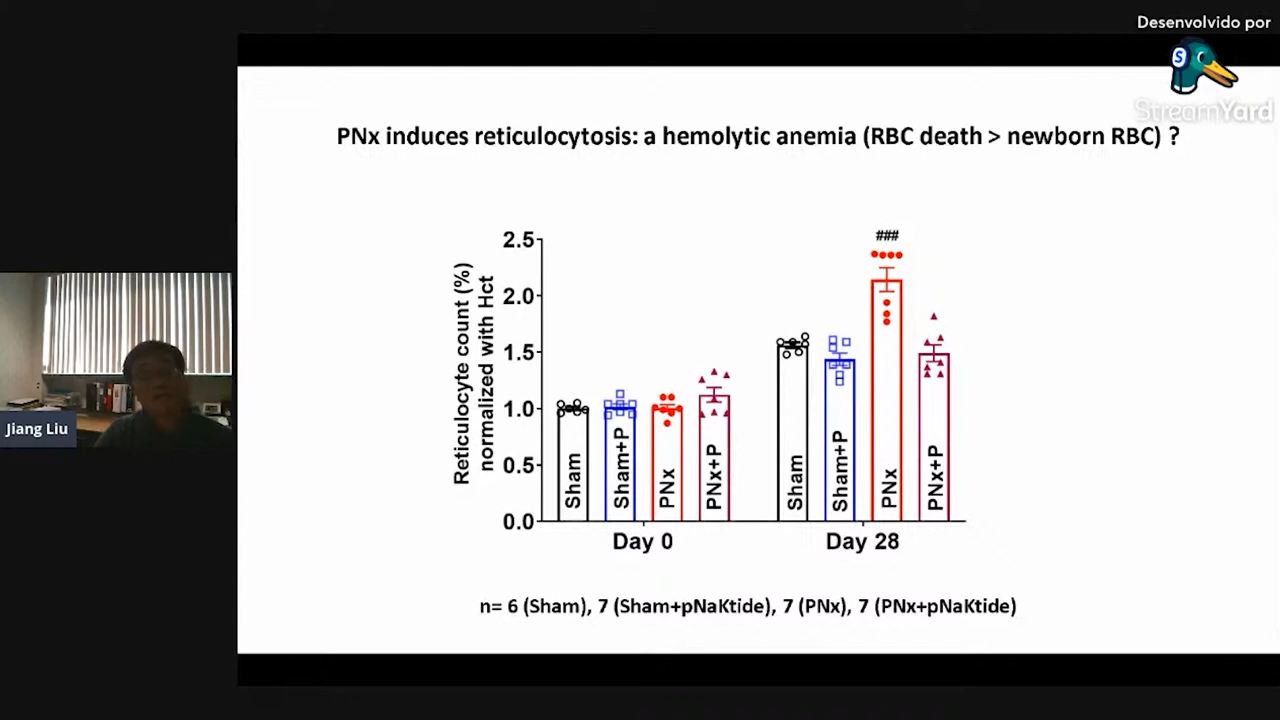 Desenvolvido por
S
StreamYard
PNx induces reticulocytosis: a hemolytic anemia (RBC death > newborn RBC) ?
Reticulocyte count (%)
normalized with Hct
2.5
2.0
1.5
1.0
0.5
0.0
###
Sham
Sham+P
PNx
PNx+P
Sham
Sham+P
PNx
PNx+P
Day 0
Day 28
n= 6 (Sham), 7 (Sham+pNaKtide), 7 (PNx), 7 (PNx+pNaKtide)
Jiang Liu